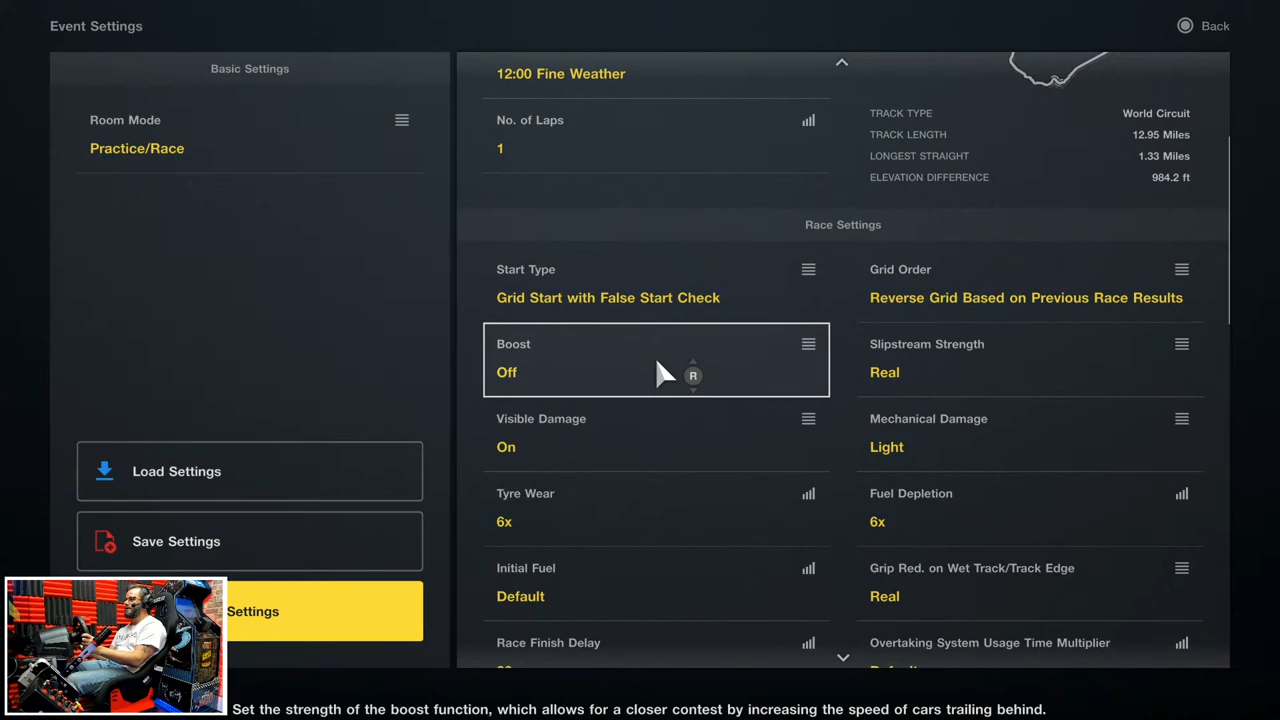 Event Settings
Back
Basic Settings
Room Mode
Practice/Race
Load Settings
Save Settings
Settings
12:00 Fine Weather
No. of Laps
1
TRACK TYPE World Circuit
TRACK LENGTH 12.95 Miles
LONGEST STRAIGHT 1.33 Miles
ELEVATION DIFFERENCE 984.2 ft
Race Settings
Start Type
Grid Start with False Start Check
Grid Order
Reverse Grid Based on Previous Race Results
Boost
Off
R
Slipstream Strength
Real
Visible Damage
On
Mechanical Damage
Light
Tyre Wear
6x
Fuel Depletion
6x
Initial Fuel
Default
Grip Red. on Wet Track/Track Edge
Real
Race Finish Delay
Overtaking System Usage Time Multiplier
Default
Set the strength of the boost function, which allows for a closer contest by increasing the speed of cars trailing behind.